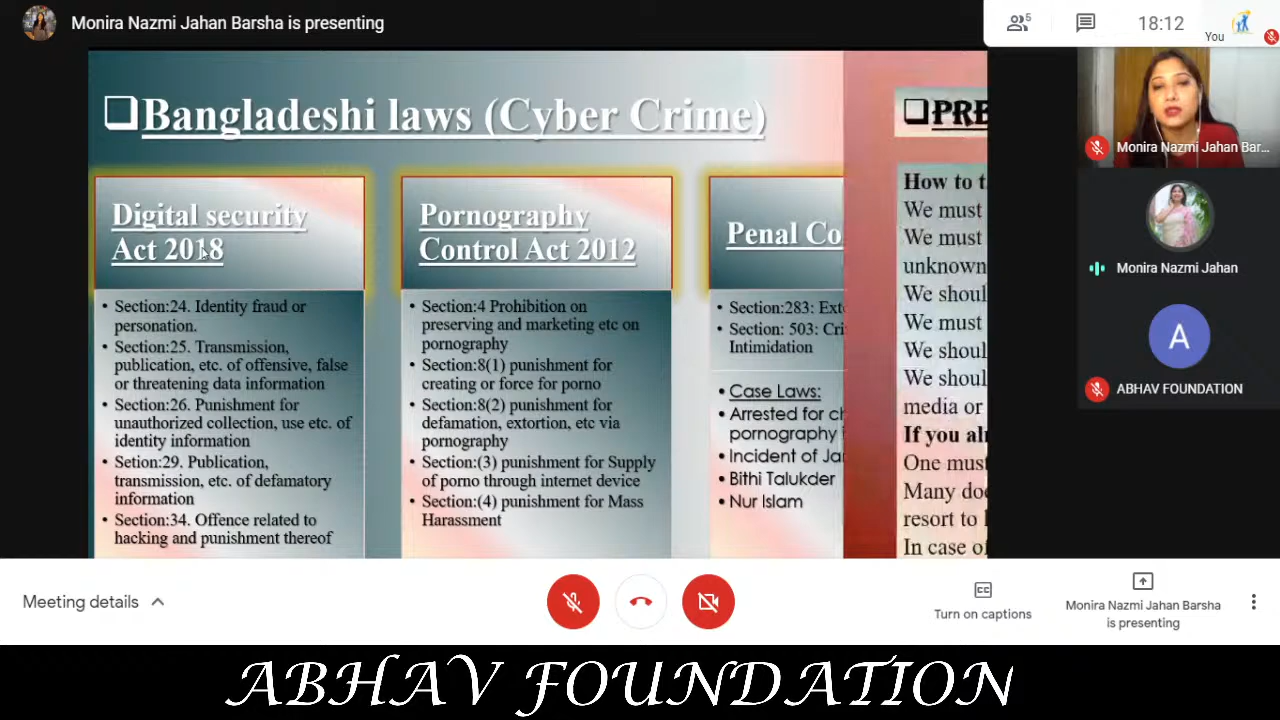 Monira Nazmi Jahan Barsha is presenting
5
18:12
You
❑Bangladeshi laws (Cyber Crime)
Digital security
Act 2018
• Section:24. Identity fraud or
personation.
• Section:25. Transmission,
publication, etc. of offensive, false
or threatening data information
• Section:26. Punishment for
unauthorized collection, use etc. of
identity information
• Setion:29. Publication,
transmission, etc. of defamatory
information
• Section:34. Offence related to
hacking and punishment thereof
Pornography
Control Act 2012
• Section:4 Prohibition on
preserving and marketing etc on
pornography
• Section:8(1) punishment for
creating or force for porno
• Section:8(2) punishment for
defamation, extortion, etc via
pornography
• Section:(3) punishment for Supply
of porno through internet device
• Section:(4) punishment for Mass
Harassment
Penal
• Section:283:
• Section: 503:
Intimidation
• Case Laws:
• Arrested for
pornography
• Incident of
• Bithi Talukder
• Nur Islam
How to
We must
We must
unknown
We
We must
We
We
media or
If you
One must
Many
resort to
In case
Monira Nazmi Jahan Bar...
Monira Nazmi Jahan
A
ABHAV FOUNDATION
Meeting details
CC
Turn on captions
Monira Nazmi Jahan Barsha
is presenting
ABHAV FOUNDATION